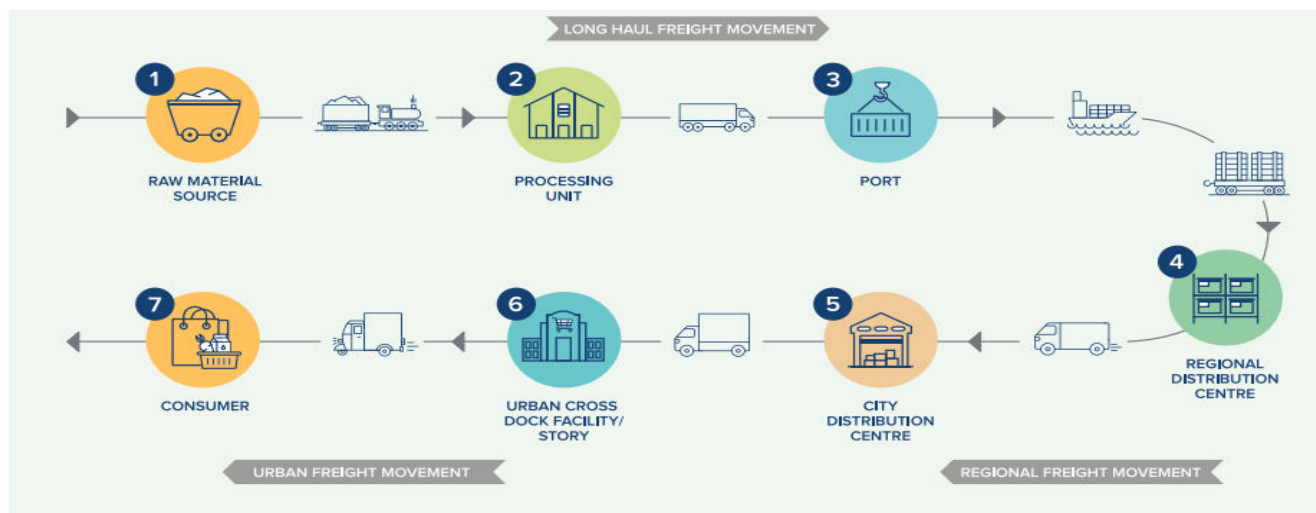 LONG HAUL FREIGHT MOVEMENT
1
2
3
RAW MATERIAL
SOURCE
PROCESSING
UNIT
PORT
4
REGIONAL
DISTRIBUTION
CENTRE
5
CITY
DISTRIBUTION
CENTRE
6
URBAN CROSS
DOCK FACILITY/
STORY
7
CONSUMER
URBAN FREIGHT MOVEMENT
REGIONAL FREIGHT MOVEMENT